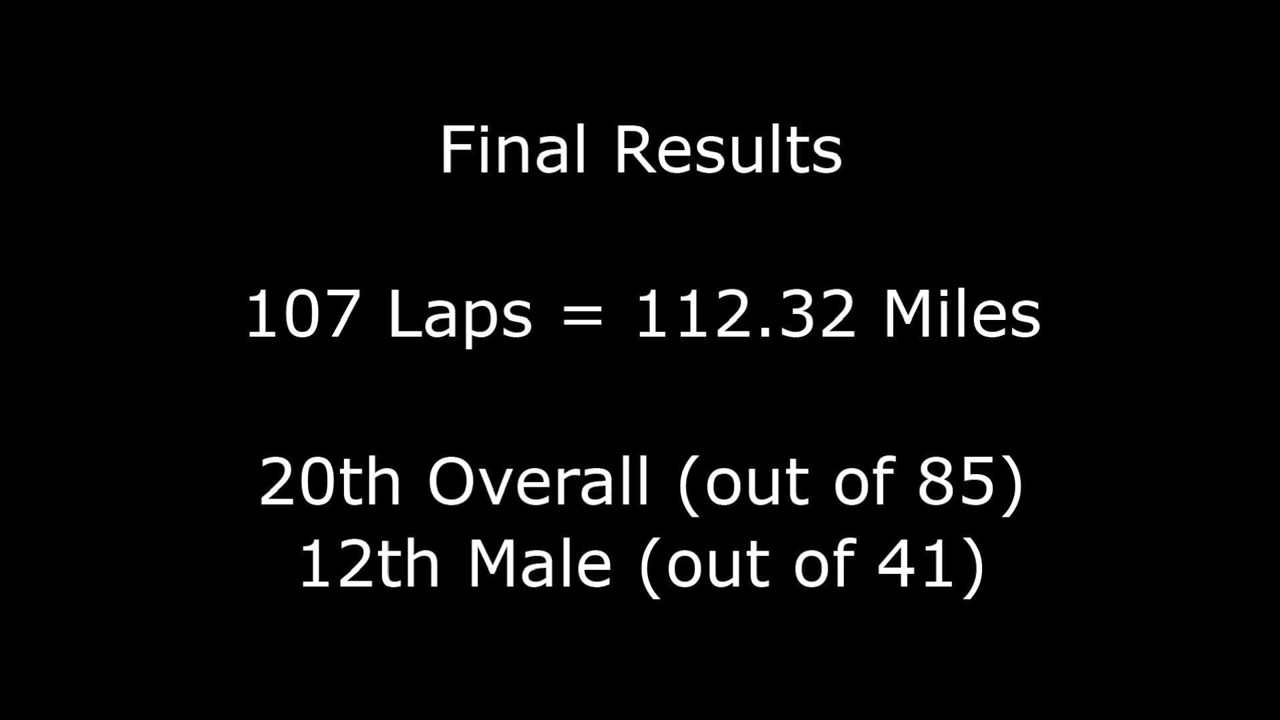 Final Results
107 Laps = 112.32 Miles
20th Overall (out of 85)
12th Male (out of 41)